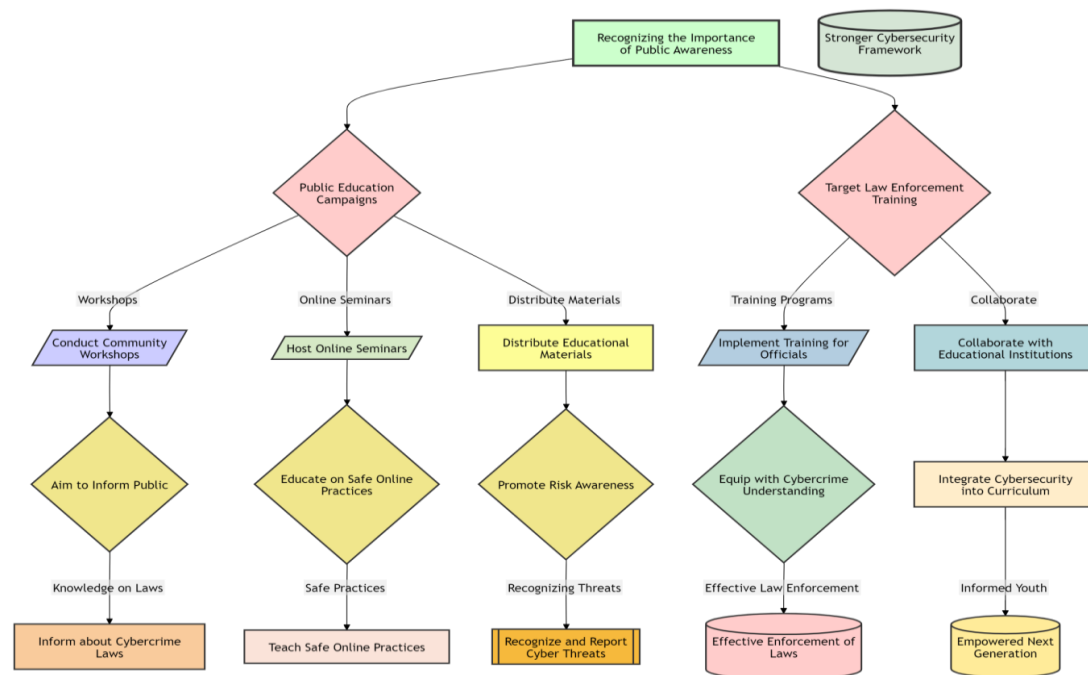 Recognizing the Importance
of Public Awareness
Stronger Cybersecurity
Framework
Public Education
Campaigns
Target Law Enforcement
Training
Workshops
Online Seminars
Distribute Materials
Training Programs
Collaborate
Conduct Community
Workshops
Host Online Seminars
Distribute Educational
Materials
Implement Training for
Officials
Collaborate with
Educational Institutions
Aim to Inform Public
Educate on Safe Online
Practices
Promote Risk Awareness
Equip with Cybercrime
Understanding
Integrate Cybersecurity
into Curriculum
Knowledge on Laws
Safe Practices
Recognizing Threats
Effective Law Enforcement
Informed Youth
Inform about Cybercrime
Laws
Teach Safe Online Practices
Recognize and Report
Cyber Threats
Effective Enforcement of
Laws
Empowered Next
Generation